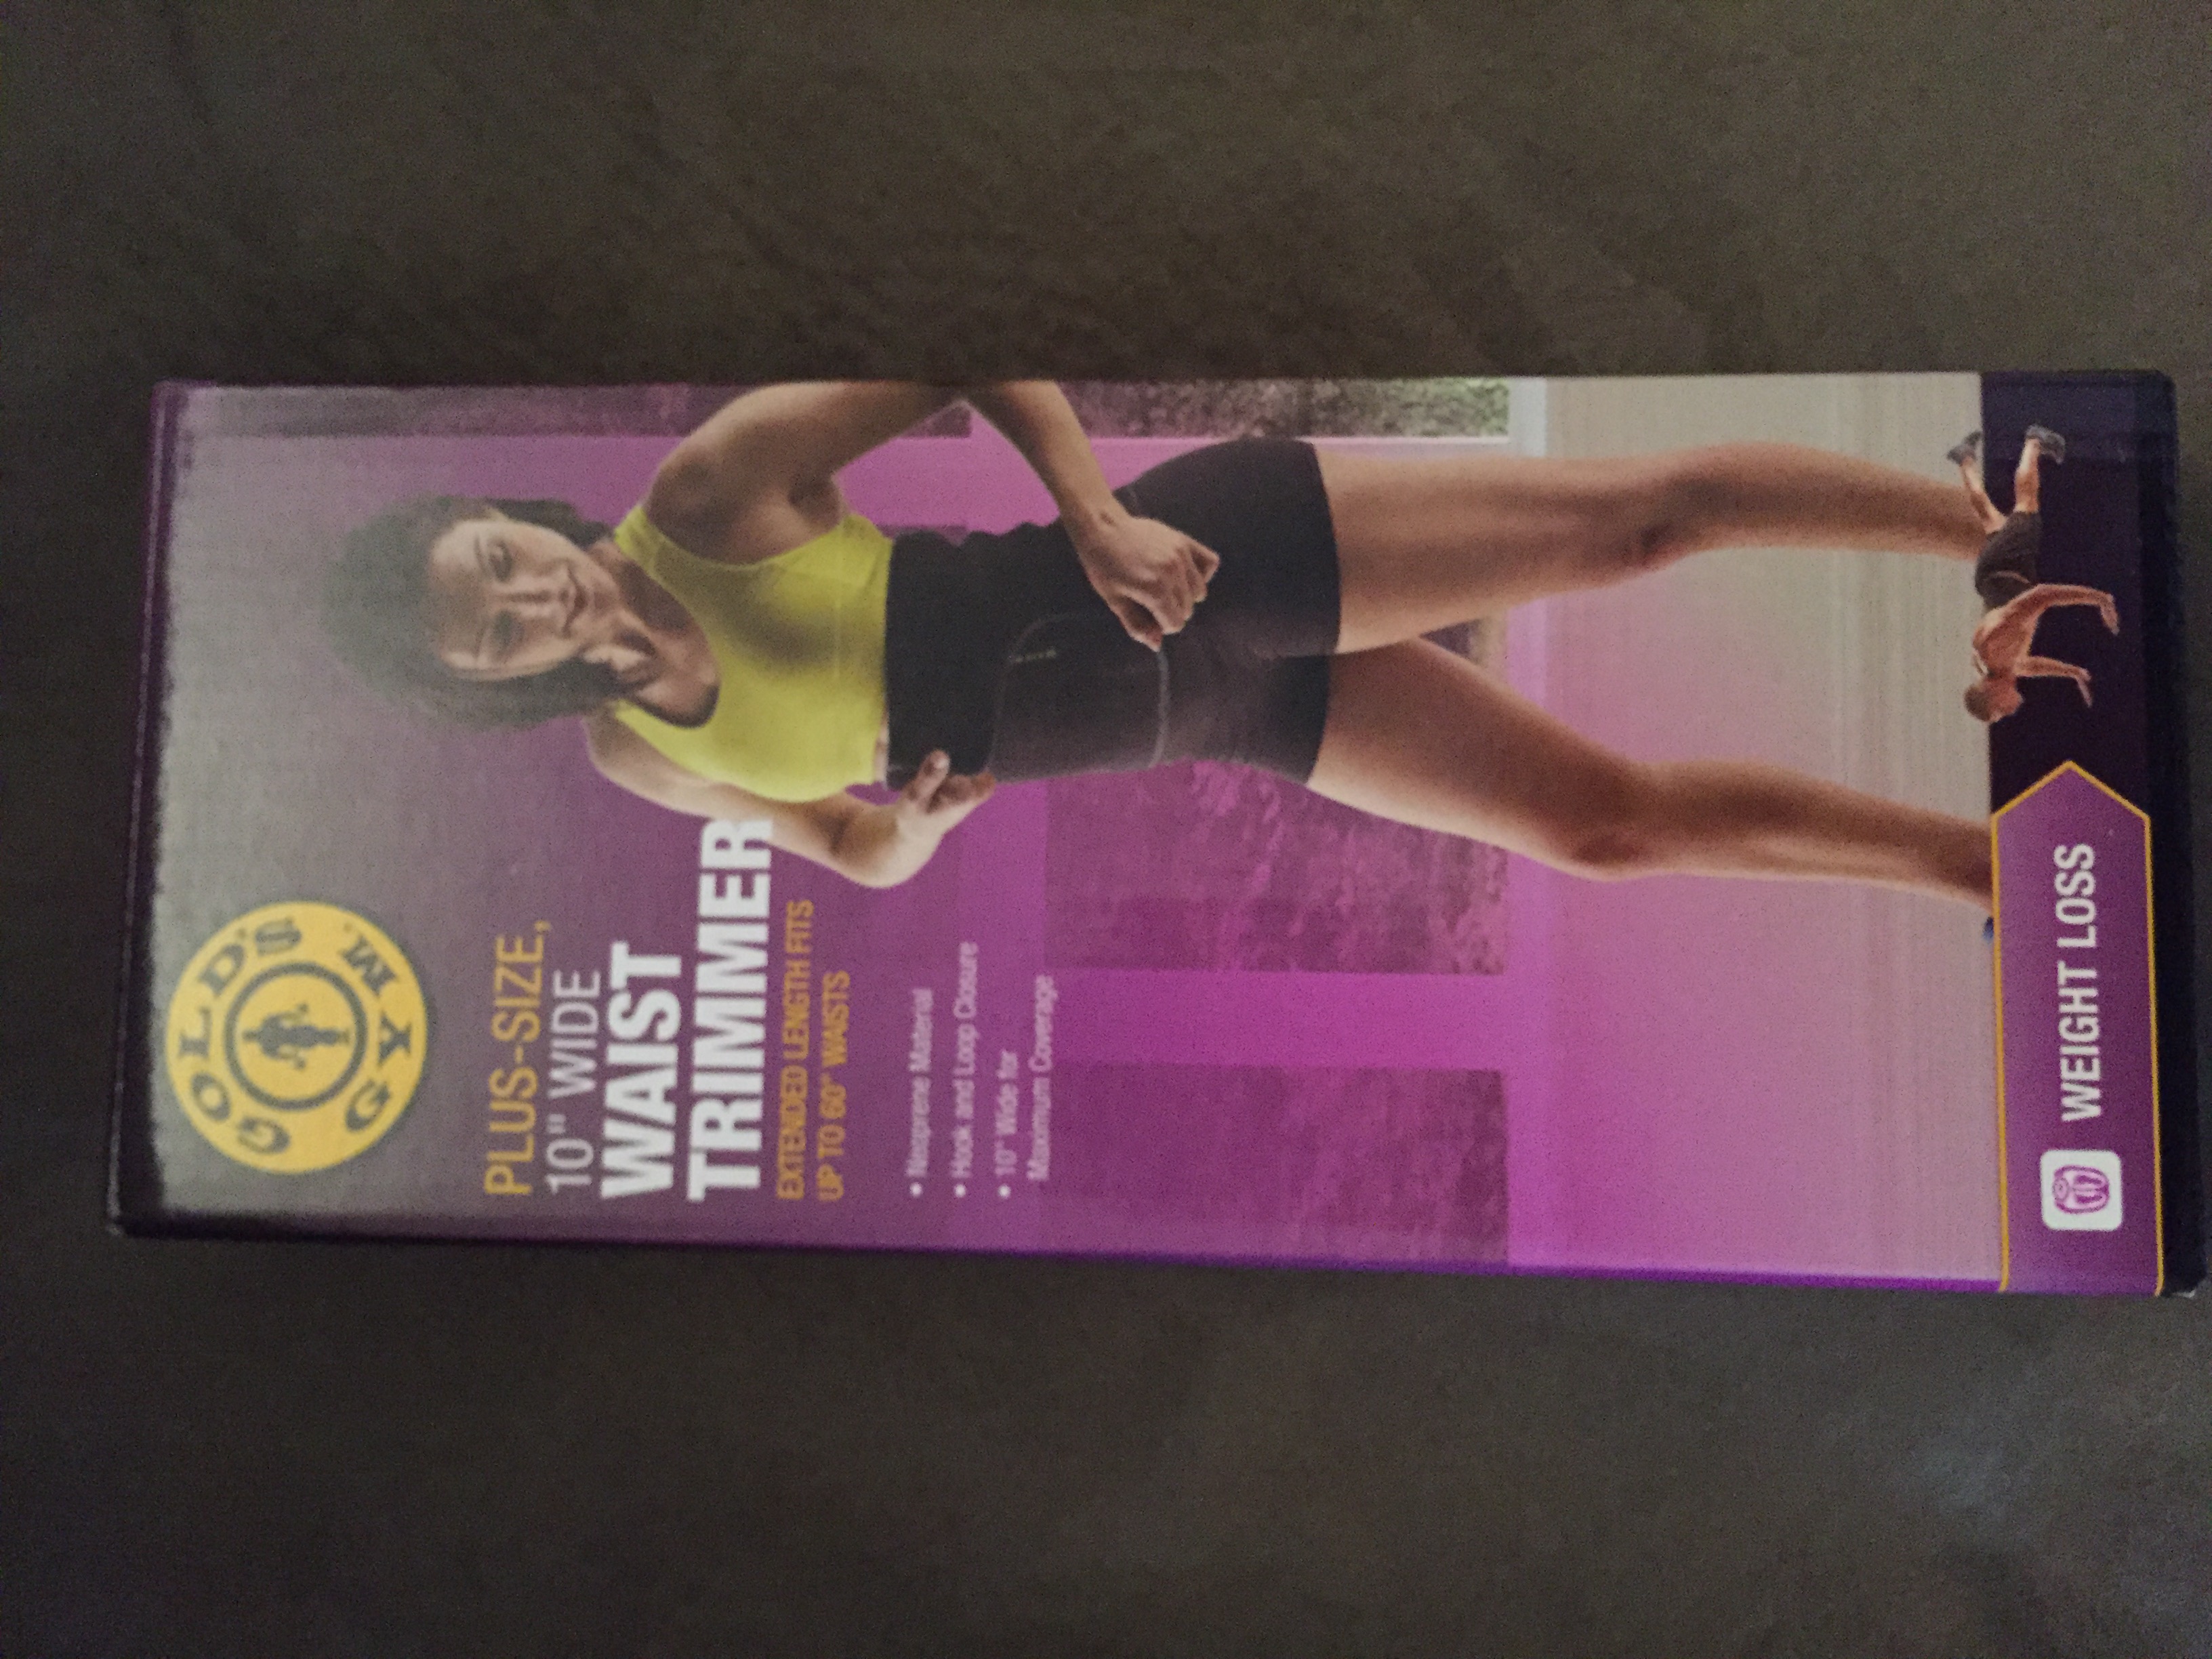 GOLD'S
GYM
PLUS-SIZE,
10" WIDE
WAIST
TRIMMER
EXTENDED LENGTH FITS
UP TO 60" WAISTS
• Neoprene Material
• Hook and Loop Closure
• 10" Wide for
Maximum Coverage
WEIGHT LOSS